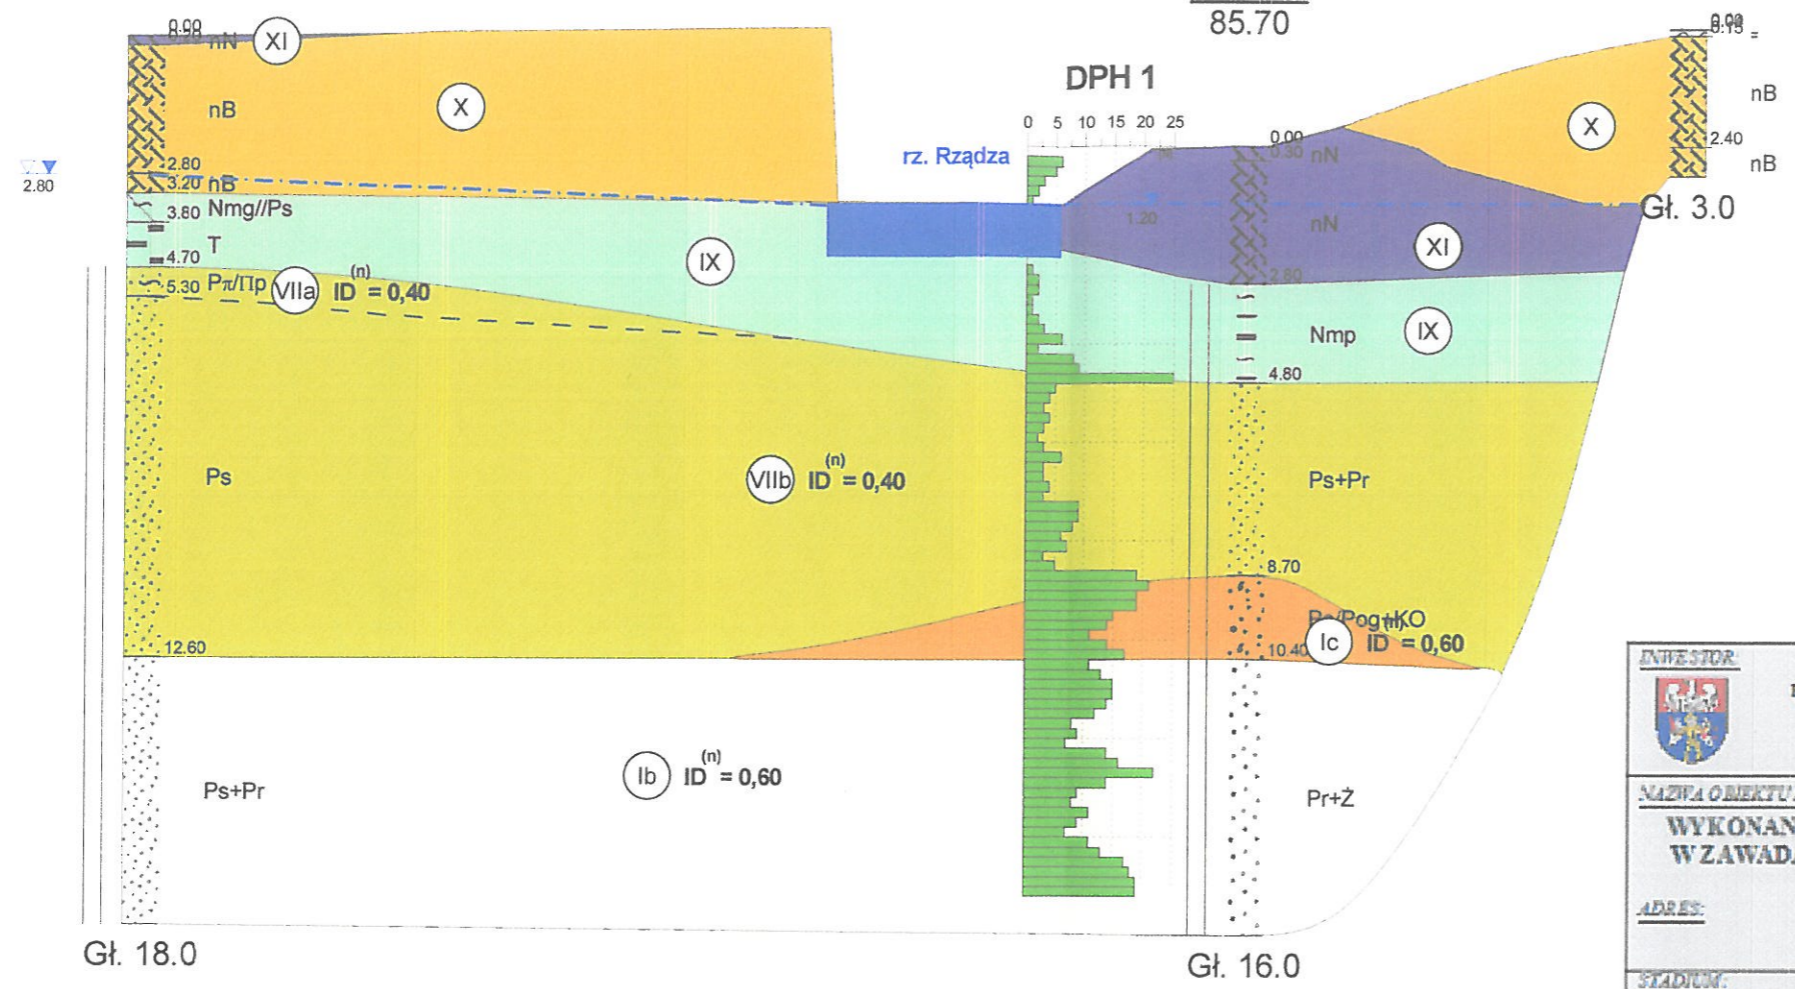 85.70
DPH 1
0 5 10 15 20 25
rz. Rządza
0.00
nN
XI
nB
X
2.80
3.20 nB
2.80
Nmg//Ps
3.80
T
4.70
Pπ/Πp
5.30
VIIa
ID(n) = 0,40
IX
Ps
VIIb
ID(n) = 0,40
12.60
Ps+Pr
Ib
ID(n) = 0,60
Gł. 18.0
0.00
0.30 nN
1.20
nN
XI
2.80
Nmp
IX
4.80
Ps+Pr
8.70
Ic
ID = 0,60
10.40
Pr+Ż
Gł. 16.0
0.15
nB
X
2.40
nB
Gł. 3.0
INWESTOR:
NAZWA OBIEKTU
WYKONAN
W ZAWAD
ADRES:
STADIUM: